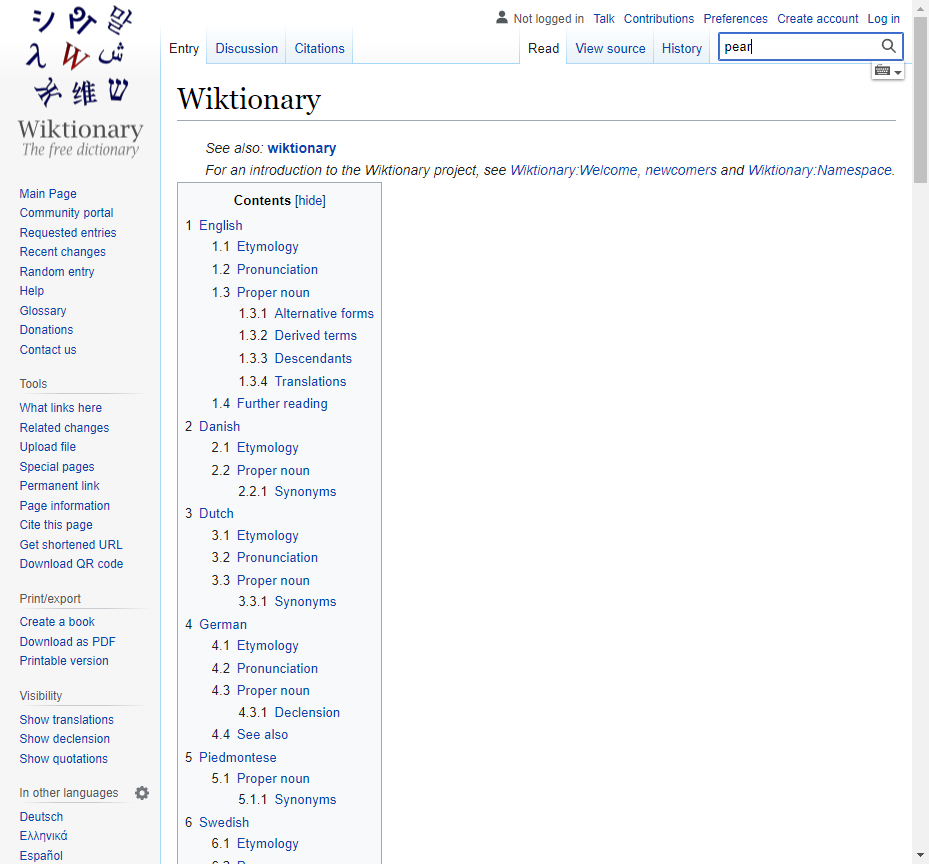 Not logged in Talk Contributions Preferences Create account Log in
Entry Discussion Citations Read View source History pear
Wiktionary
The free dictionary
Main Page
Community portal
Requested entries
Recent changes
Random entry
Help
Glossary
Donations
Contact us
Tools
What links here
Related changes
Upload file
Special pages
Permanent link
Page information
Cite this page
Get shortened URL
Download QR code
Print/export
Create a book
Download as PDF
Printable version
Visibility
Show translations
Show declension
Show quotations
In other languages
Deutsch
Ελληνικά
Español
Wiktionary
See also: wiktionary
For an introduction to the Wiktionary project, see Wiktionary:Welcome, newcomers and Wiktionary:Namespace.
Contents [hide]
1 English
1.1 Etymology
1.2 Pronunciation
1.3 Proper noun
1.3.1 Alternative forms
1.3.2 Derived terms
1.3.3 Descendants
1.3.4 Translations
1.4 Further reading
2 Danish
2.1 Etymology
2.2 Proper noun
2.2.1 Synonyms
3 Dutch
3.1 Etymology
3.2 Pronunciation
3.3 Proper noun
3.3.1 Synonyms
4 German
4.1 Etymology
4.2 Pronunciation
4.3 Proper noun
4.3.1 Declension
4.4 See also
5 Piedmontese
5.1 Proper noun
5.1.1 Synonyms
6 Swedish
6.1 Etymology